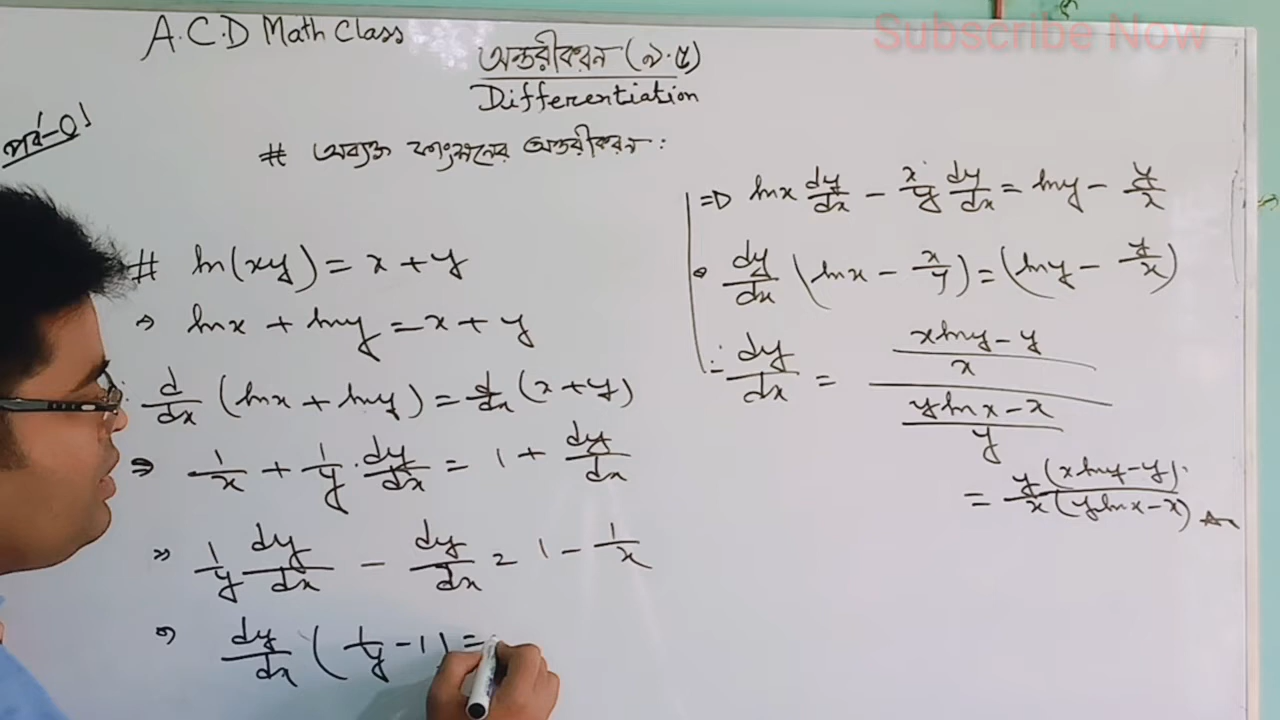 Subscribe Now
A.C.D Math Class
অন্তরীকরন (৯.৫)
Differentiation
পর্ব-01
# অব্যক্ত ফাংশনের অন্তরীকরন:
# ln(xy) = x + y
⇒ lnx + lny = x + y
∴ d/dx (lnx + lny) = d/dx (x + y)
⇒ 1/x + 1/y · dy/dx = 1 + dy/dx
⇒ 1/y dy/dx - dy/dx = 1 - 1/x
⇒ dy/dx (1/y - 1) =
⇒ lnx dy/dx - x/y dy/dx = lny - y/x
⇒ dy/dx (lnx - x/y) = (lny - y/x)
∴ dy/dx = ((xlny - y)/x) / ((ylnx - x)/y)
= y(xlny - y) / x(ylnx - x) Ans